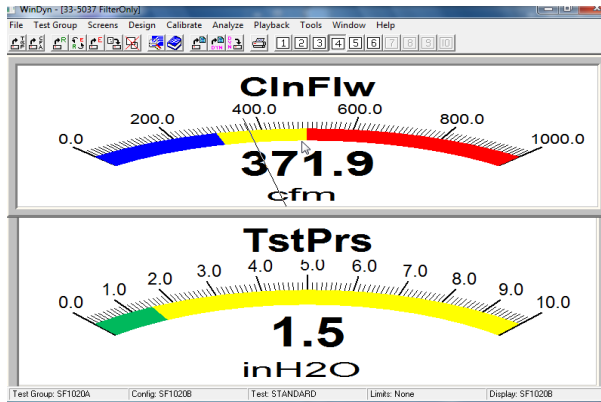 WinDyn - [33-5037 FilterOnly]
File Test Group Screens Design Calibrate Analyze Playback Tools Window Help
1 2 3 4 5 6 7 8 9 10
ClnFlw
0.0 200.0 400.0 600.0 800.0 1000.0
371.9
cfm
TstPrs
0.0 1.0 2.0 3.0 4.0 5.0 6.0 7.0 8.0 9.0 10.0
1.5
inH2O
Test Group: SF1020A Config: SF1020B Test: STANDARD Limits: None Display: SF1020B